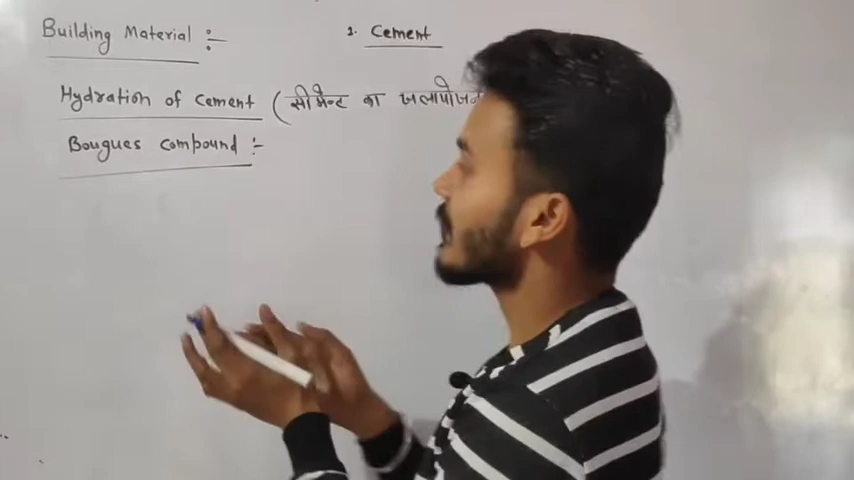 Building Material :- 1. Cement
Hydration of Cement ( सीमेन्ट का
Bougues compound :-